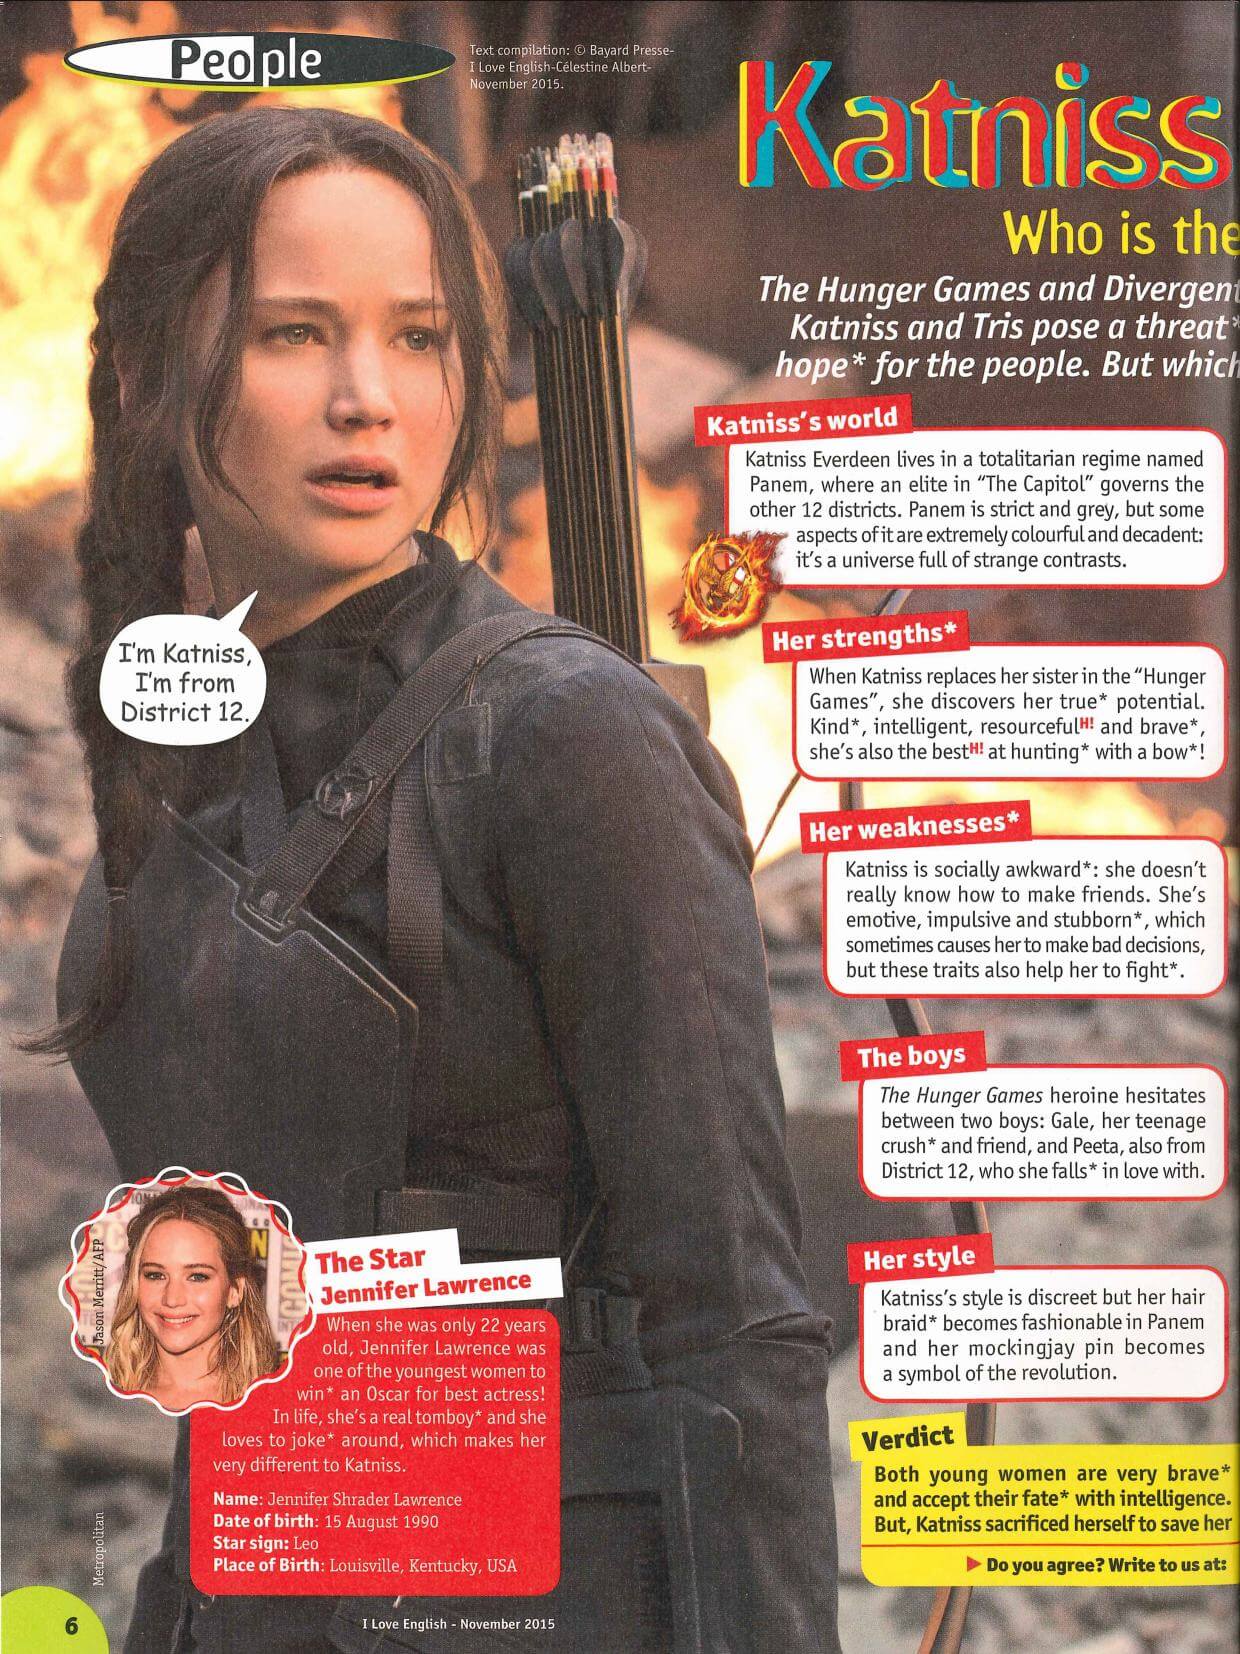 People
Text compilation: © Bayard Presse-
I Love English-Célestine Albert-
November 2015.
Katniss
Who is the
The Hunger Games and Divergent
Katniss and Tris pose a threat*
hope* for the people. But which
Katniss's world
Katniss Everdeen lives in a totalitarian regime named
Panem, where an elite in “The Capitol” governs the
other 12 districts. Panem is strict and grey, but some
aspects of it are extremely colourful and decadent:
it's a universe full of strange contrasts.
Her strengths*
When Katniss replaces her sister in the “Hunger
Games”, she discovers her true* potential.
Kind*, intelligent, resourcefulH! and brave*,
she's also the bestH! at hunting* with a bow*!
I'm Katniss,
I'm from
District 12.
Her weaknesses*
Katniss is socially awkward*: she doesn't
really know how to make friends. She's
emotive, impulsive and stubborn*, which
sometimes causes her to make bad decisions,
but these traits also help her to fight*.
The boys
The Hunger Games heroine hesitates
between two boys: Gale, her teenage
crush* and friend, and Peeta, also from
District 12, who she falls* in love with.
Her style
Katniss's style is discreet but her hair
braid* becomes fashionable in Panem
and her mockingjay pin becomes
a symbol of the revolution.
Verdict
Both young women are very brave*
and accept their fate* with intelligence.
But, Katniss sacrificed herself to save her
▶ Do you agree? Write to us at:
Jason Merritt/AFP
The Star
Jennifer Lawrence
When she was only 22 years
old, Jennifer Lawrence was
one of the youngest women to
win* an Oscar for best actress!
In life, she's a real tomboy* and she
loves to joke* around, which makes her
very different to Katniss.
Name: Jennifer Shrader Lawrence
Date of birth: 15 August 1990
Star sign: Leo
Place of Birth: Louisville, Kentucky, USA
Metropolitan
6
I Love English - November 2015